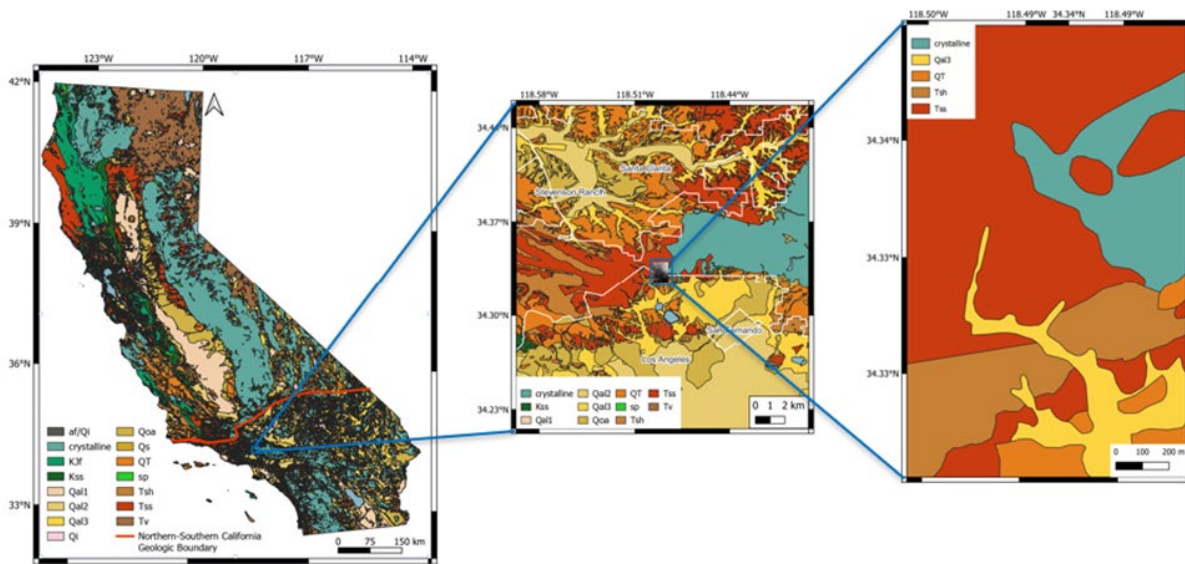 123°W 120°W 117°W 114°W
42°N
39°N
36°N
33°N
af/Qi
crystalline
KJf
Kss
Qal1
Qal2
Qal3
Qi
Qoa
Qs
QT
sp
Tsh
Tss
Tv
Northern-Southern California
Geologic Boundary
0 75 150 km
118.58°W 118.51°W 118.44°W
34.37°N
34.30°N
34.23°N
Santa Clarita
Stevenson Ranch
San Fernando
Los Angeles
crystalline
Kss
Qal1
Qal2
Qal3
Qoa
QT
sp
Tsh
Tss
Tv
0 1 2 km
118.50°W 118.49°W 34.34°N 118.49°W
crystalline
Qal3
QT
Tsh
Tss
34.34°N
34.33°N
34.33°N
0 100 200 m